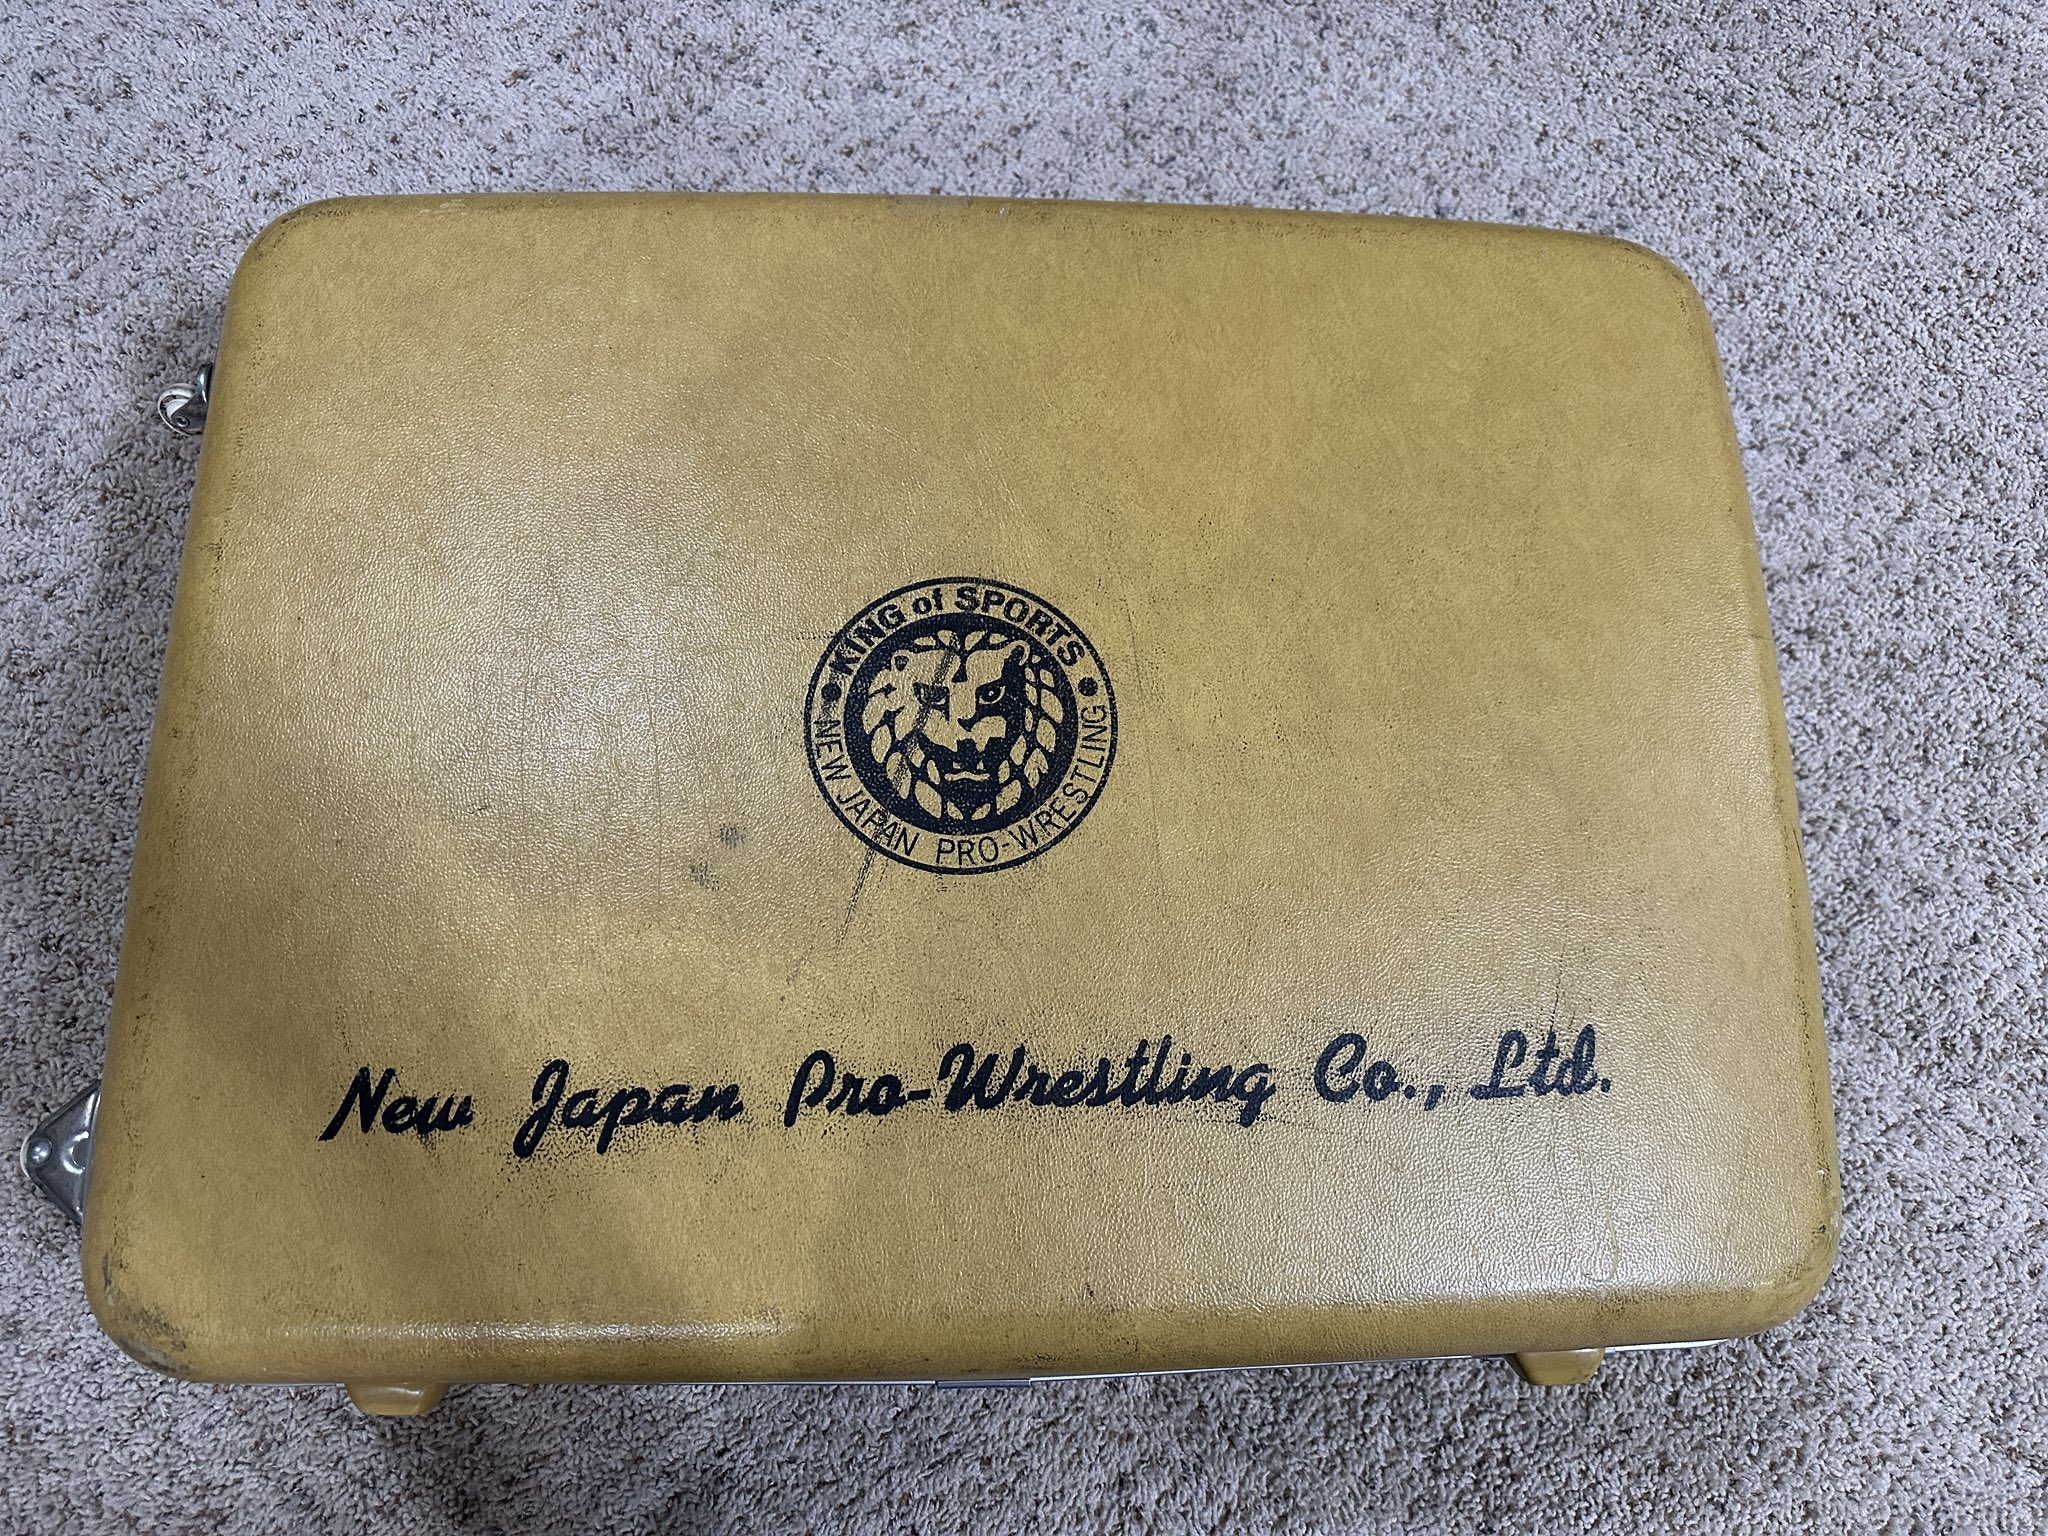 KING of SPORTS
NEW JAPAN PRO-WRESTLING
New Japan Pro-Wrestling Co., Ltd.